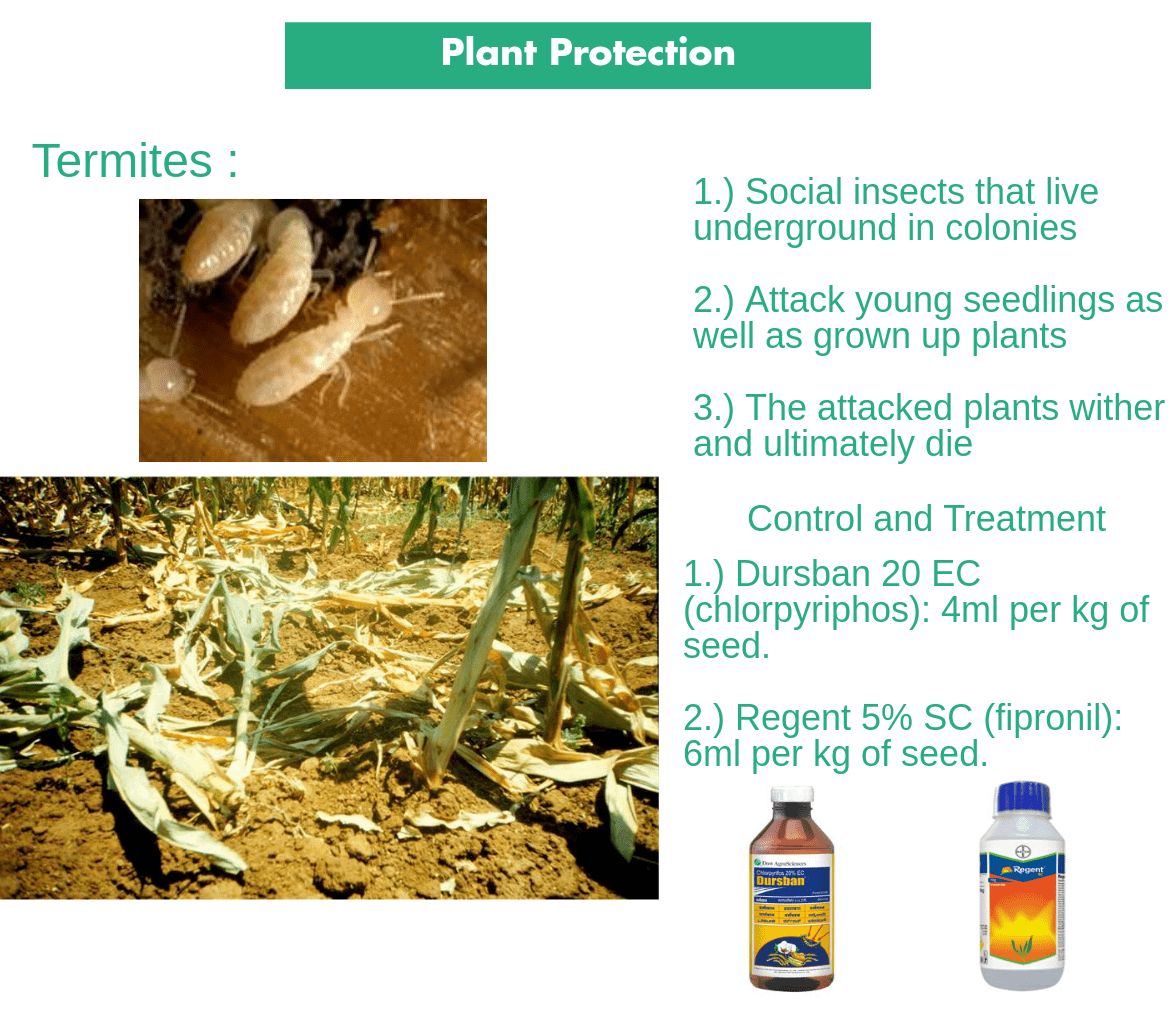 Plant Protection
Termites :
1.) Social insects that live
underground in colonies
2.) Attack young seedlings as
well as grown up plants
3.) The attacked plants wither
and ultimately die
Control and Treatment
1.) Dursban 20 EC
(chlorpyriphos): 4ml per kg of
seed.
2.) Regent 5% SC (fipronil):
6ml per kg of seed.
Dow AgroSciences
Chlorpyrifos 20% EC
Dursban
Regent